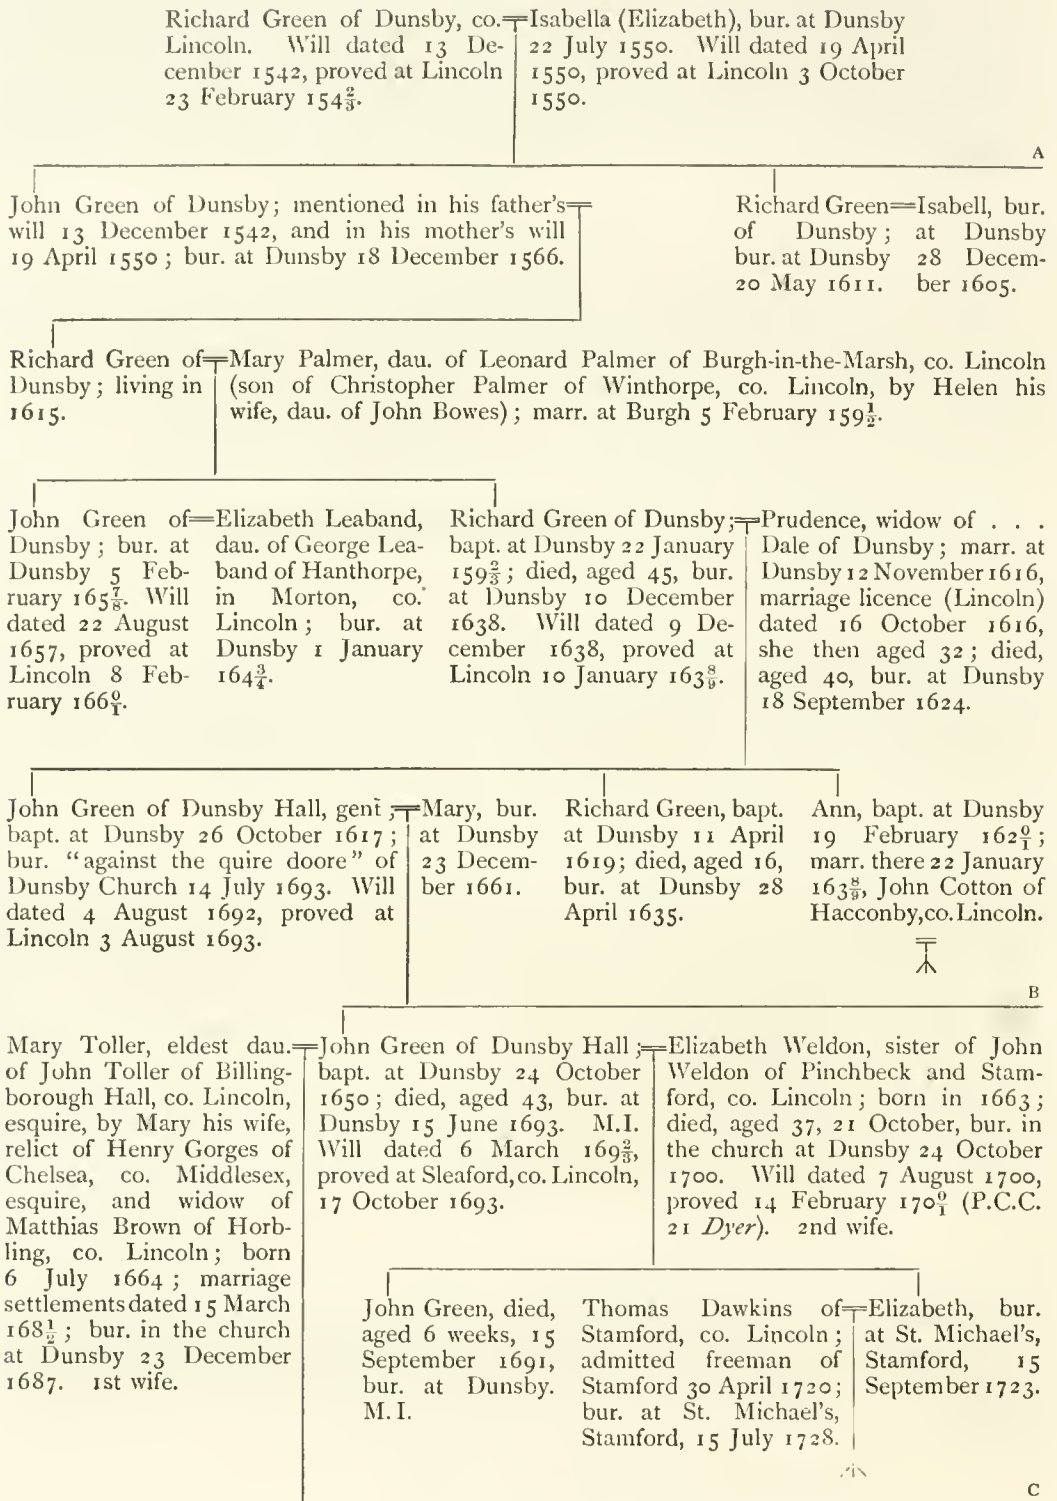 Richard Green of Dunsby, co.
Lincoln. Will dated 13 De-
cember 1542, proved at Lincoln
23 February 154⅔.
Isabella (Elizabeth), bur. at Dunsby
22 July 1550. Will dated 19 April
1550, proved at Lincoln 3 October
1550.
A
John Green of Dunsby; mentioned in his father's
will 13 December 1542, and in his mother's will
19 April 1550; bur. at Dunsby 18 December 1566.
Richard Green
of Dunsby;
bur. at Dunsby
20 May 1611.
Isabell, bur.
at Dunsby
28 Decem-
ber 1605.
Richard Green of
Dunsby; living in
1615.
Mary Palmer, dau. of Leonard Palmer of Burgh-in-the-Marsh, co. Lincoln
(son of Christopher Palmer of Winthorpe, co. Lincoln, by Helen his
wife, dau. of John Bowes); marr. at Burgh 5 February 159½.
John Green of
Dunsby; bur. at
Dunsby 5 Feb-
ruary 165⅞. Will
dated 22 August
1657, proved at
Lincoln 8 Feb-
ruary 166⁰⁄₁.
Elizabeth Leaband,
dau. of George Lea-
band of Hanthorpe,
in Morton, co.
Lincoln; bur. at
Dunsby 1 January
164¾.
Richard Green of Dunsby;
bapt. at Dunsby 22 January
159⅔; died, aged 45, bur.
at Dunsby 10 December
1638. Will dated 9 De-
cember 1638, proved at
Lincoln 10 January 163⁸⁄₉.
Prudence, widow of . . .
Dale of Dunsby; marr. at
Dunsby 12 November 1616,
marriage licence (Lincoln)
dated 16 October 1616,
she then aged 32; died,
aged 40, bur. at Dunsby
18 September 1624.
John Green of Dunsby Hall, gent;
bapt. at Dunsby 26 October 1617;
bur. "against the quire doore" of
Dunsby Church 14 July 1693. Will
dated 4 August 1692, proved at
Lincoln 3 August 1693.
Mary, bur.
at Dunsby
23 Decem-
ber 1661.
Richard Green, bapt.
at Dunsby 11 April
1619; died, aged 16,
bur. at Dunsby 28
April 1635.
Ann, bapt. at Dunsby
19 February 162⁰⁄₁;
marr. there 22 January
163⁸⁄₉, John Cotton of
Hacconby, co. Lincoln.
B
Mary Toller, eldest dau.
of John Toller of Billing-
borough Hall, co. Lincoln,
esquire, by Mary his wife,
relict of Henry Gorges of
Chelsea, co. Middlesex,
esquire, and widow of
Matthias Brown of Horb-
ling, co. Lincoln; born
6 July 1664; marriage
settlements dated 15 March
168½; bur. in the church
at Dunsby 23 December
1687. 1st wife.
John Green of Dunsby Hall;
bapt. at Dunsby 24 October
1650; died, aged 43, bur. at
Dunsby 15 June 1693. M.I.
Will dated 6 March 169⅔,
proved at Sleaford, co. Lincoln,
17 October 1693.
Elizabeth Weldon, sister of John
Weldon of Pinchbeck and Stam-
ford, co. Lincoln; born in 1663;
died, aged 37, 21 October, bur. in
the church at Dunsby 24 October
1700. Will dated 7 August 1700,
proved 14 February 170⁰⁄₁ (P.C.C.
21 Dyer). 2nd wife.
John Green, died,
aged 6 weeks, 15
September 1691,
bur. at Dunsby.
M.I.
Thomas Dawkins of
Stamford, co. Lincoln;
admitted freeman of
Stamford 30 April 1720;
bur. at St. Michael's,
Stamford, 15 July 1728.
Elizabeth, bur.
at St. Michael's,
Stamford, 15
September 1723.
C